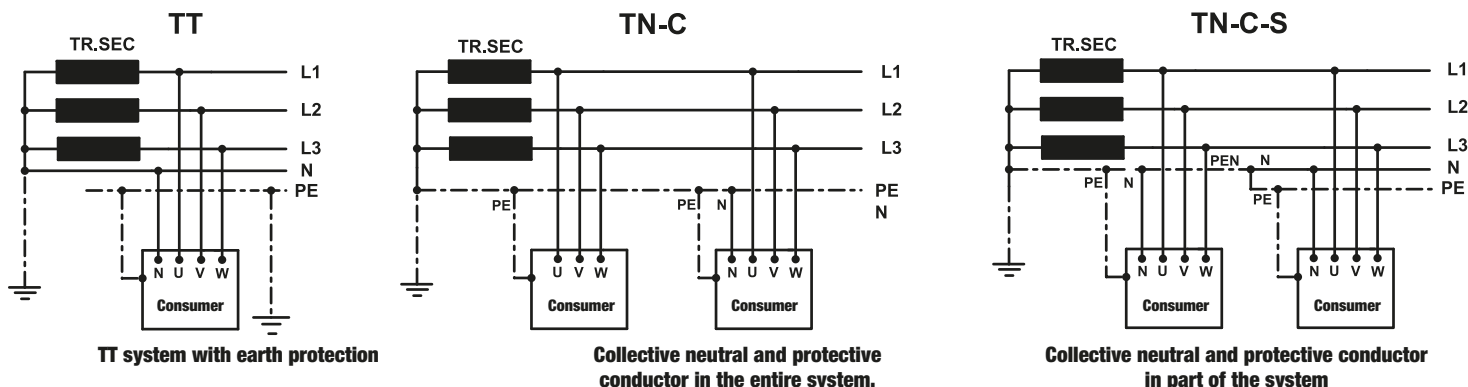 TT
TR.SEC
L1
L2
L3
N
PE
N U V W
Consumer
TT system with earth protection
TN-C
TR.SEC
L1
L2
L3
PE
N
PE
PE N
U V W
Consumer
N U V W
Consumer
Collective neutral and protective
conductor in the entire system.
TN-C-S
TR.SEC
L1
L2
L3
N
PE
PE N
PEN N
PE
N U V W
Consumer
N U V W
Consumer
Collective neutral and protective conductor
in part of the system